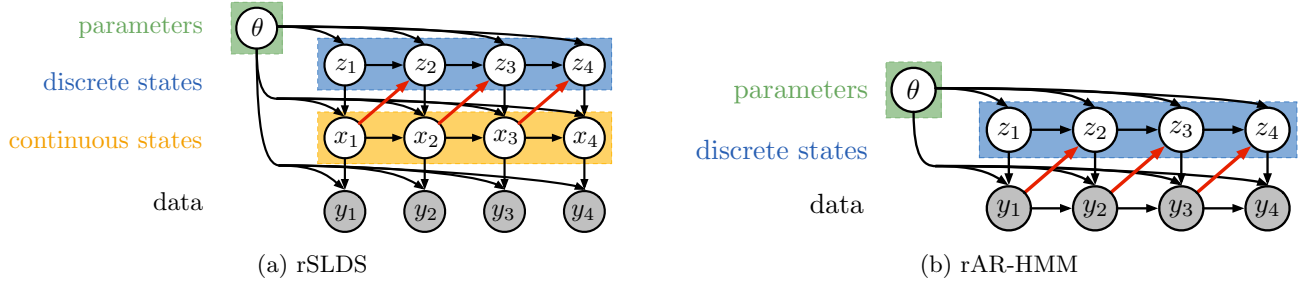 parameters θ
z₁ z₂ z₃ z₄
discrete states
continuous states x₁ x₂ x₃ x₄
data y₁ y₂ y₃ y₄
(a) rSLDS
parameters θ
z₁ z₂ z₃ z₄
discrete states
data y₁ y₂ y₃ y₄
(b) rAR-HMM